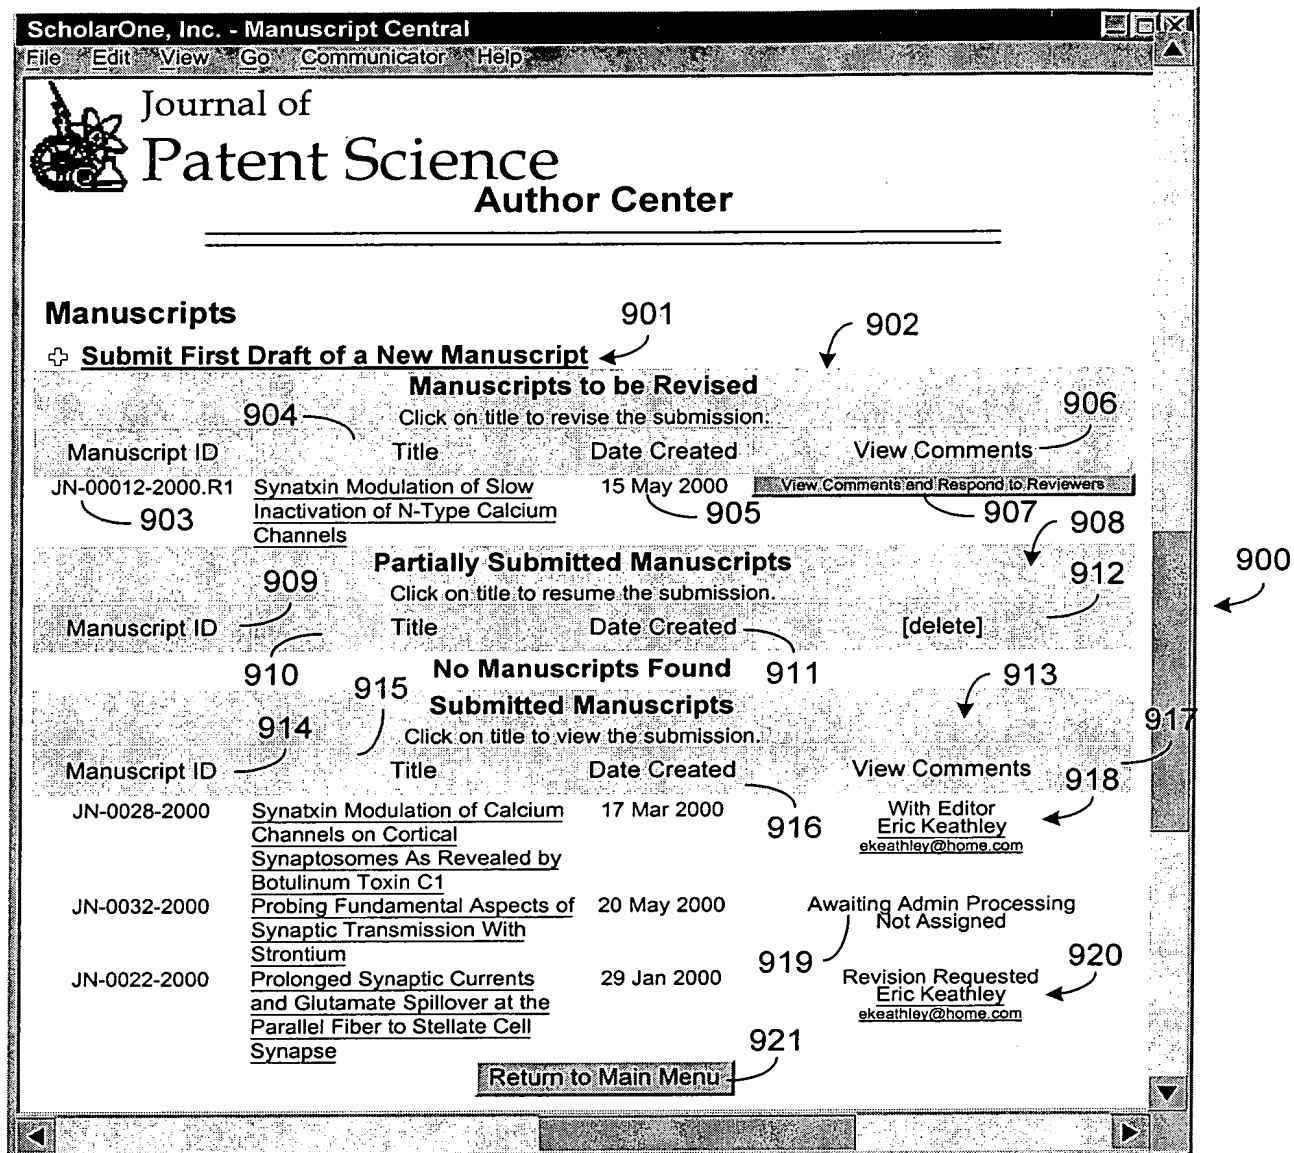 ScholarOne, Inc. - Manuscript Central
File Edit View Go Communicator Help
Journal of
Patent Science
Author Center
Manuscripts
901
902
Submit First Draft of a New Manuscript
Manuscripts to be Revised
904
Click on title to revise the submission.
906
Manuscript ID Title Date Created View Comments
JN-00012-2000.R1 Synatxin Modulation of Slow 15 May 2000 View Comments and Respond to Reviewers
903 Inactivation of N-Type Calcium 905 907 908
Channels
Partially Submitted Manuscripts
909 Click on title to resume the submission. 912
900
Manuscript ID Title Date Created [delete]
910 No Manuscripts Found 911 913
915
Submitted Manuscripts
914 Click on title to view the submission. 917
Manuscript ID Title Date Created View Comments
918
JN-0028-2000 Synatxin Modulation of Calcium 17 Mar 2000 With Editor
Channels on Cortical 916 Eric Keathley
Synaptosomes As Revealed by ekeathley@home.com
Botulinum Toxin C1
JN-0032-2000 Probing Fundamental Aspects of 20 May 2000 Awaiting Admin Processing
Synaptic Transmission With Not Assigned
Strontium 919 920
JN-0022-2000 Prolonged Synaptic Currents 29 Jan 2000 Revision Requested
and Glutamate Spillover at the Eric Keathley
Parallel Fiber to Stellate Cell ekeathley@home.com
Synapse
921
Return to Main Menu